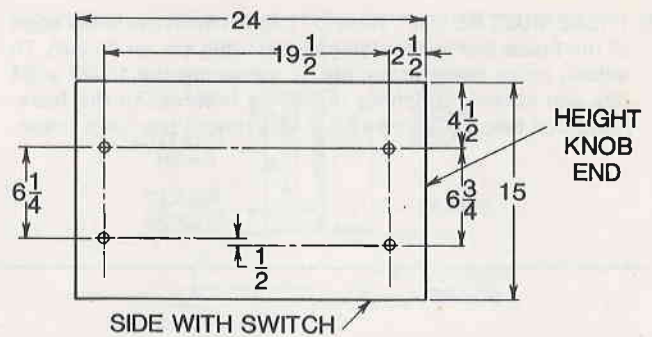 24
19 1/2
2 1/2
4 1/2
HEIGHT
KNOB
END
6 1/4
6 3/4
15
1/2
SIDE WITH SWITCH